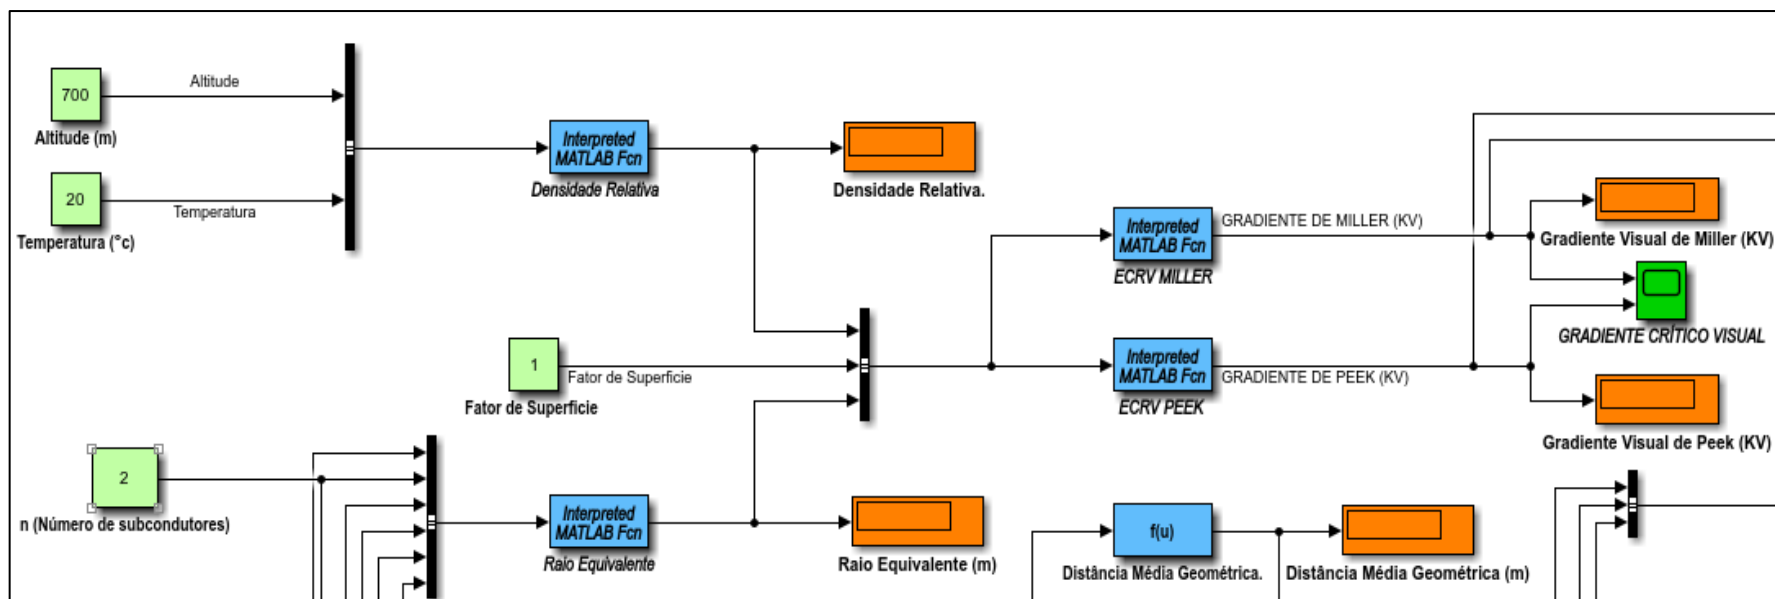 700
Altitude
Altitude (m)
20
Temperatura
Temperatura (°c)
Interpreted
MATLAB Fcn
Densidade Relativa
Densidade Relativa.
Interpreted
MATLAB Fcn
ECRV MILLER
GRADIENTE DE MILLER (KV)
Gradiente Visual de Miller (KV)
GRADIENTE CRÍTICO VISUAL
1
Fator de Superficie
Fator de Superficie
Interpreted
MATLAB Fcn
ECRV PEEK
GRADIENTE DE PEEK (KV)
Gradiente Visual de Peek (KV)
2
n (Número de subcondutores)
Interpreted
MATLAB Fcn
Raio Equivalente
Raio Equivalente (m)
f(u)
Distância Média Geométrica.
Distância Média Geométrica (m)